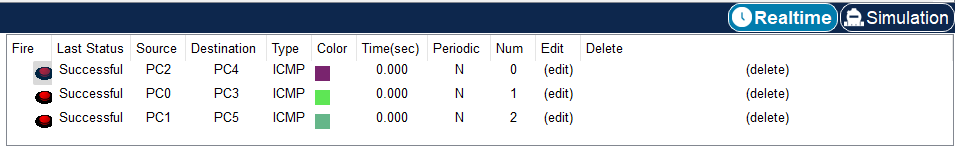 Realtime Simulation
Fire Last Status Source Destination Type Color Time(sec) Periodic Num Edit Delete
Successful PC2 PC4 ICMP 0.000 N 0 (edit) (delete)
Successful PC0 PC3 ICMP 0.000 N 1 (edit) (delete)
Successful PC1 PC5 ICMP 0.000 N 2 (edit) (delete)